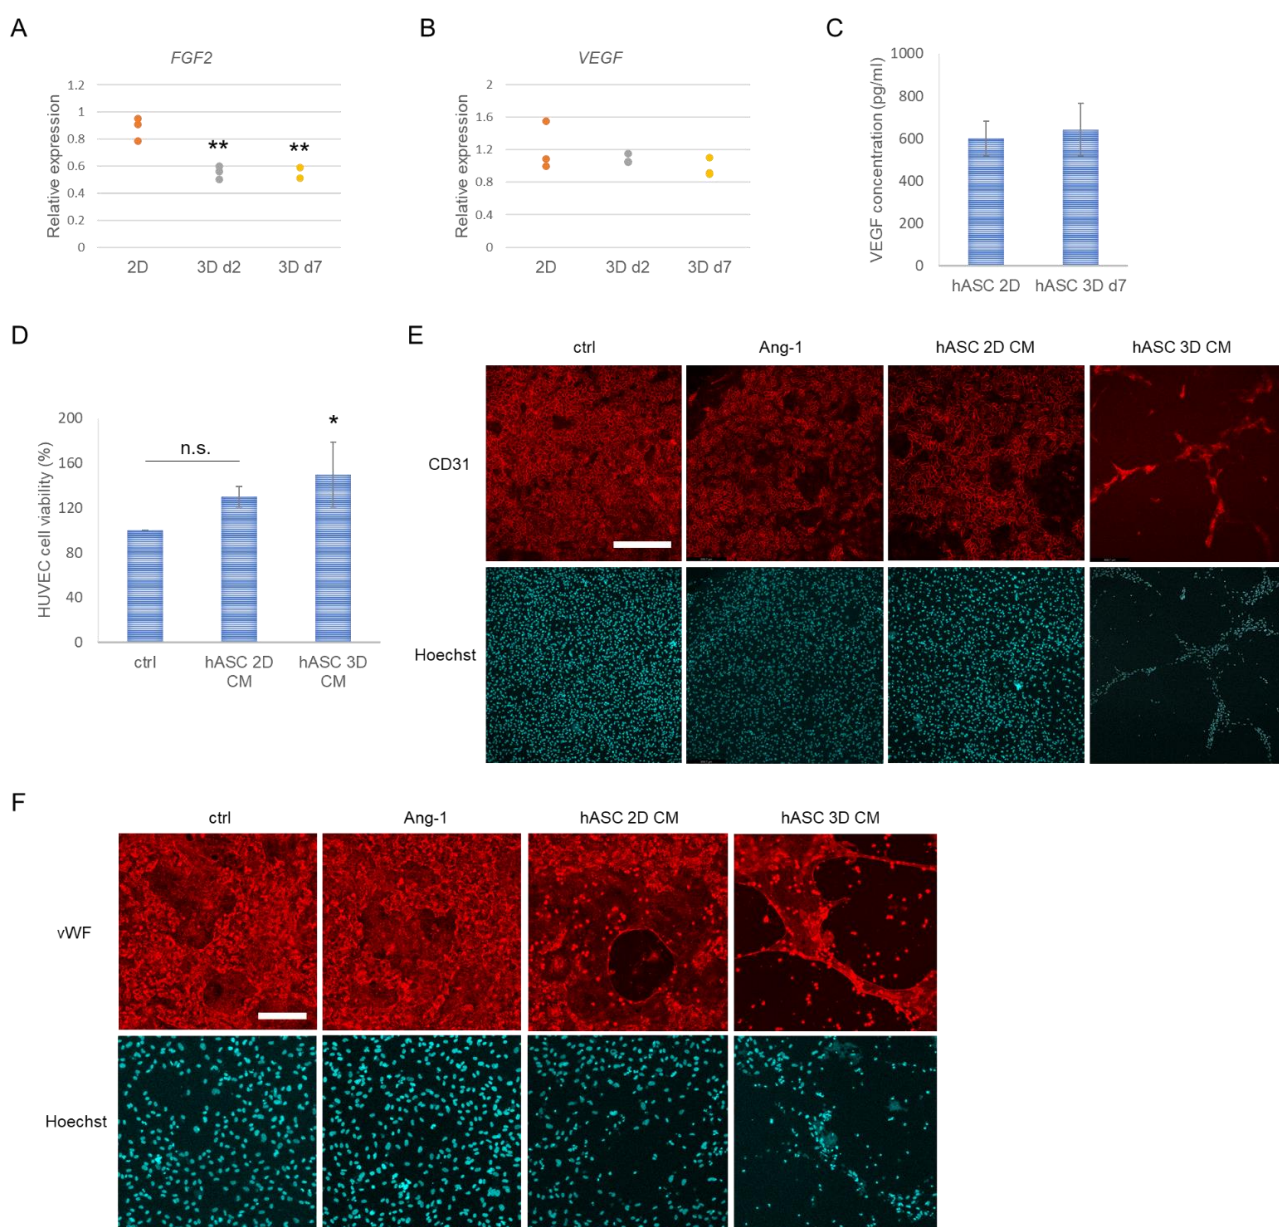 A
FGF2
Relative expression
1.2
1
0.8
0.6
0.4
0.2
0
**
**
2D
3D d2
3D d7
B
VEGF
Relative expression
2
1.6
1.2
0.8
0.4
0
2D
3D d2
3D d7
C
VEGF concentration (pg/ml)
1000
800
600
400
200
0
hASC 2D
hASC 3D d7
D
HUVEC cell viability (%)
200
160
120
80
40
0
n.s.
*
ctrl
hASC 2D
CM
hASC 3D
CM
E
ctrl
Ang-1
hASC 2D CM
hASC 3D CM
CD31
Hoechst
F
ctrl
Ang-1
hASC 2D CM
hASC 3D CM
vWF
Hoechst